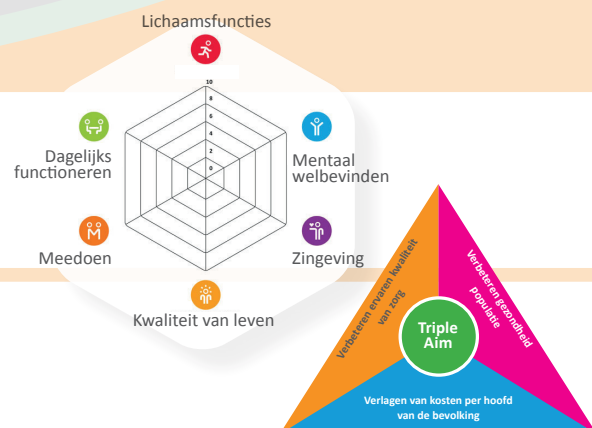 Lichaamsfuncties
10
8
6
4
2
0
Dagelijks
functioneren
Mentaal
welbevinden
Meedoen
Zingeving
Kwaliteit van leven
Verbeteren ervaren kwaliteit
van zorg
Verbeteren gezondheid
populatie
Triple
Aim
Verlagen van kosten per hoofd
van de bevolking